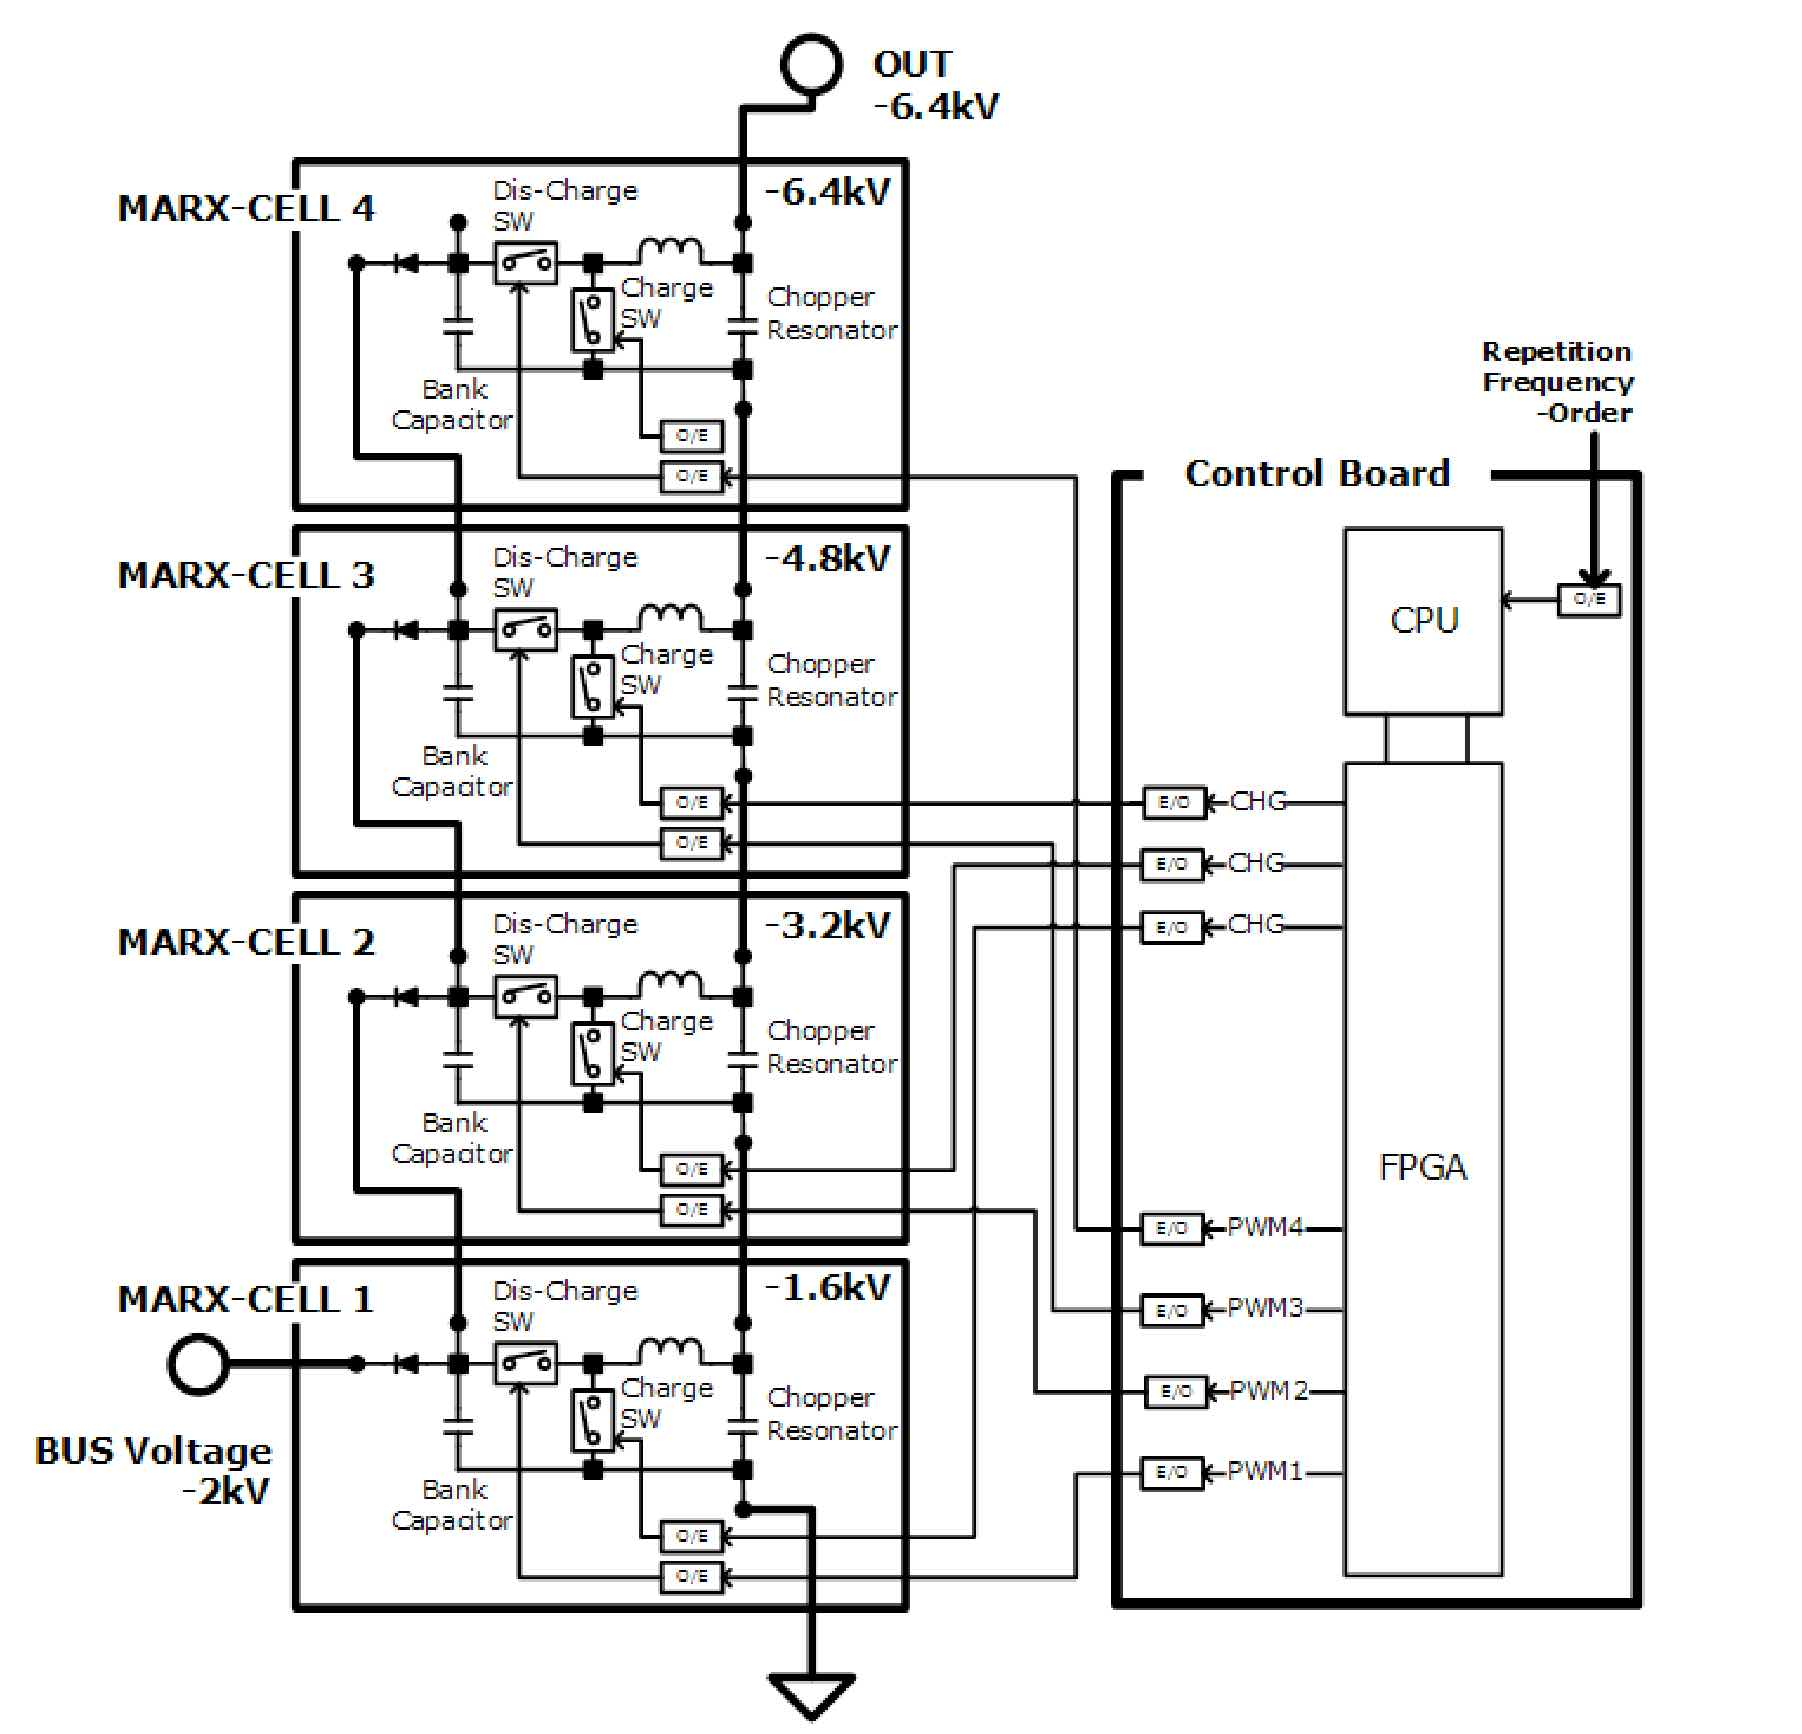 OUT
-6.4kV
MARX-CELL 4
Dis-Charge
SW
-6.4kV
Charge
SW
Chopper
Resonator
Bank
Capacitor
O/E
O/E
MARX-CELL 3
Dis-Charge
SW
-4.8kV
Charge
SW
Chopper
Resonator
Bank
Capacitor
O/E
O/E
MARX-CELL 2
Dis-Charge
SW
-3.2kV
Charge
SW
Chopper
Resonator
Bank
Capacitor
O/E
O/E
MARX-CELL 1
Dis-Charge
SW
-1.6kV
Charge
SW
Chopper
Resonator
BUS Voltage
-2kV
Bank
Capacitor
O/E
O/E
Repetition
Frequency
-Order
Control Board
CPU
O/E
E/O CHG
E/O CHG
E/O CHG
FPGA
E/O PWM4
E/O PWM3
E/O PWM2
E/O PWM1